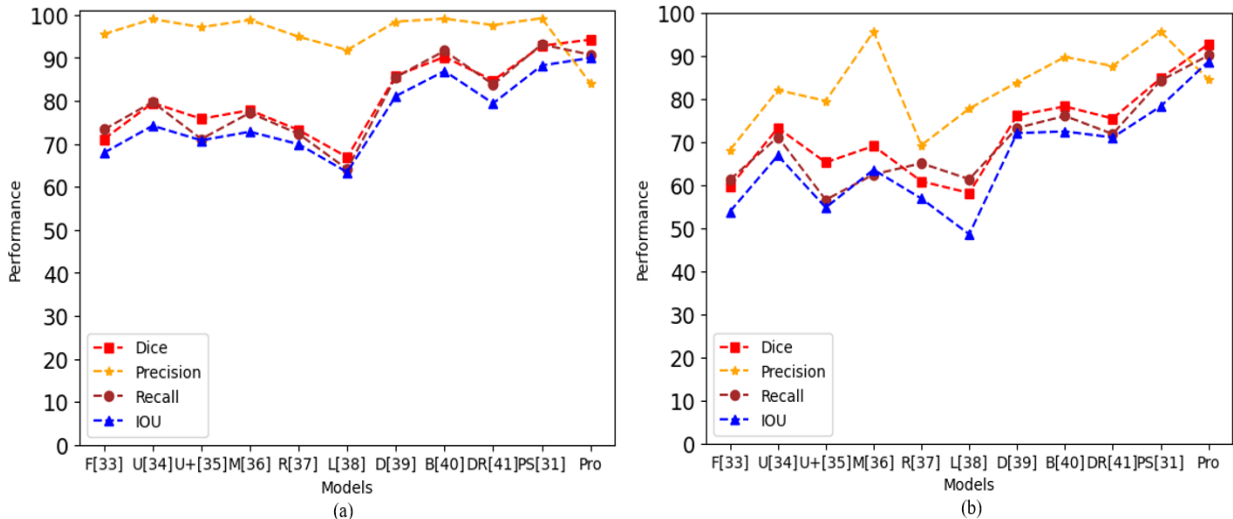 100
90
80
70
60
50
40
30
20
10
0
Performance
Dice
Precision
Recall
IOU
F[33] U[34] U+[35] M[36] R[37] L[38] D[39] B[40] DR[41] PS[31] Pro
Models
(a)
100
90
80
70
60
50
40
30
20
10
0
Performance
Dice
Precision
Recall
IOU
F[33] U[34] U+[35] M[36] R[37] L[38] D[39] B[40] DR[41] PS[31] Pro
Models
(b)